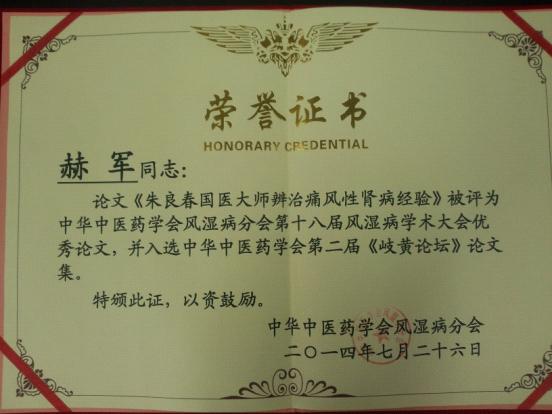 荣誉证书
HONORARY CREDENTIAL
赫军同志：
论文《朱良春国医大师辨治痛风性肾病经验》被评为
中华中医药学会风湿病分会第十八届风湿病学术大会优
秀论文，并入选中华中医药学会第二届《岐黄论坛》论文
集。
特颁此证，以资鼓励。
中华中医药学会风湿病分会
二〇一四年七月二十六日